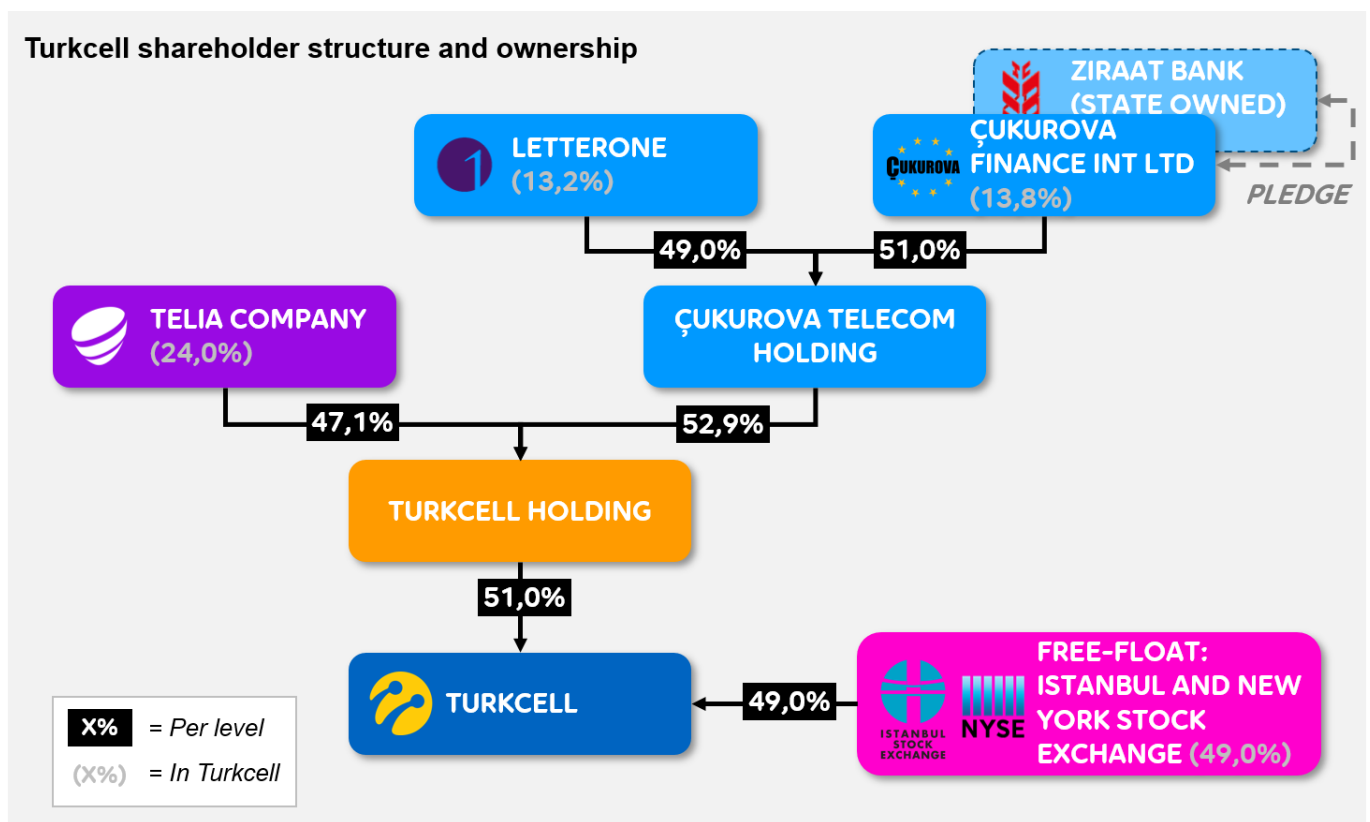 Turkcell shareholder structure and ownership
ZIRAAT BANK
(STATE OWNED)
LETTERONE
(13,2%)
ÇUKUROVA
ÇUKUROVA
FINANCE INT LTD
(13,8%)
PLEDGE
49,0%
51,0%
TELIA COMPANY
(24,0%)
ÇUKUROVA TELECOM
HOLDING
47,1%
52,9%
TURKCELL HOLDING
51,0%
TURKCELL
49,0%
ISTANBUL
STOCK
EXCHANGE
NYSE
FREE-FLOAT:
ISTANBUL AND NEW
YORK STOCK
EXCHANGE (49,0%)
X% = Per level
(X%) = In Turkcell